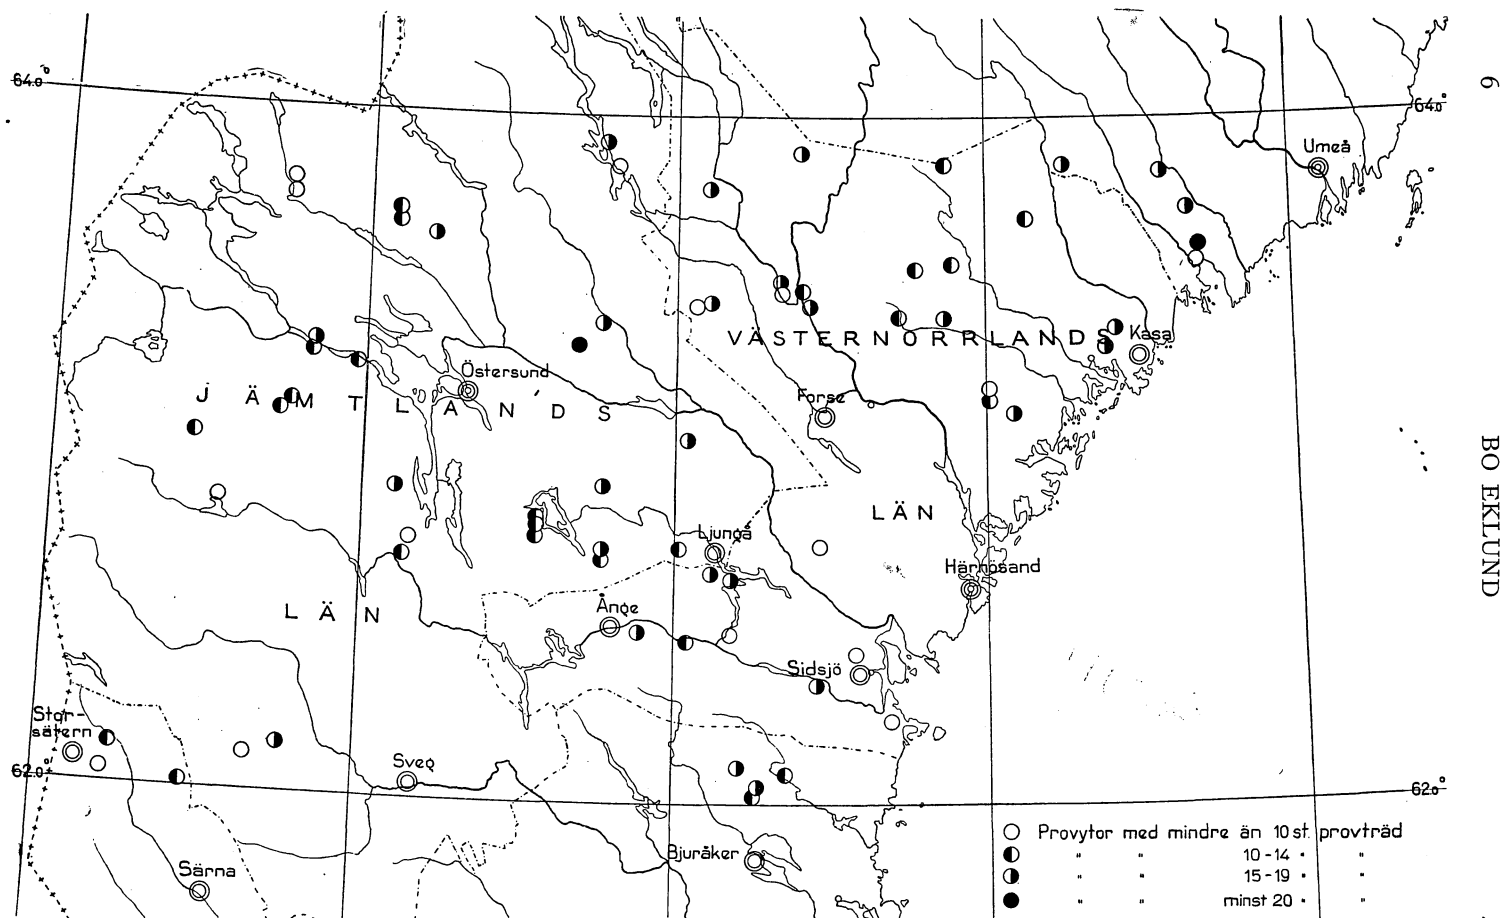 6
BO EKLUND
64.0°
64.0°
Umeå
VÄSTERNORRLANDS
Kasa
Östersund
JÄMTLANDS
Forse
LÄN
Ljungå
Härnösand
Ånge
LÄN
Sidsjö
Stor-
sätern
Sveg
62.0°
62.0°
Bjuråker
Särna
Provytor med mindre än 10 st. provträd
" " 10-14 " "
" " 15-19 " "
" " minst 20 " "